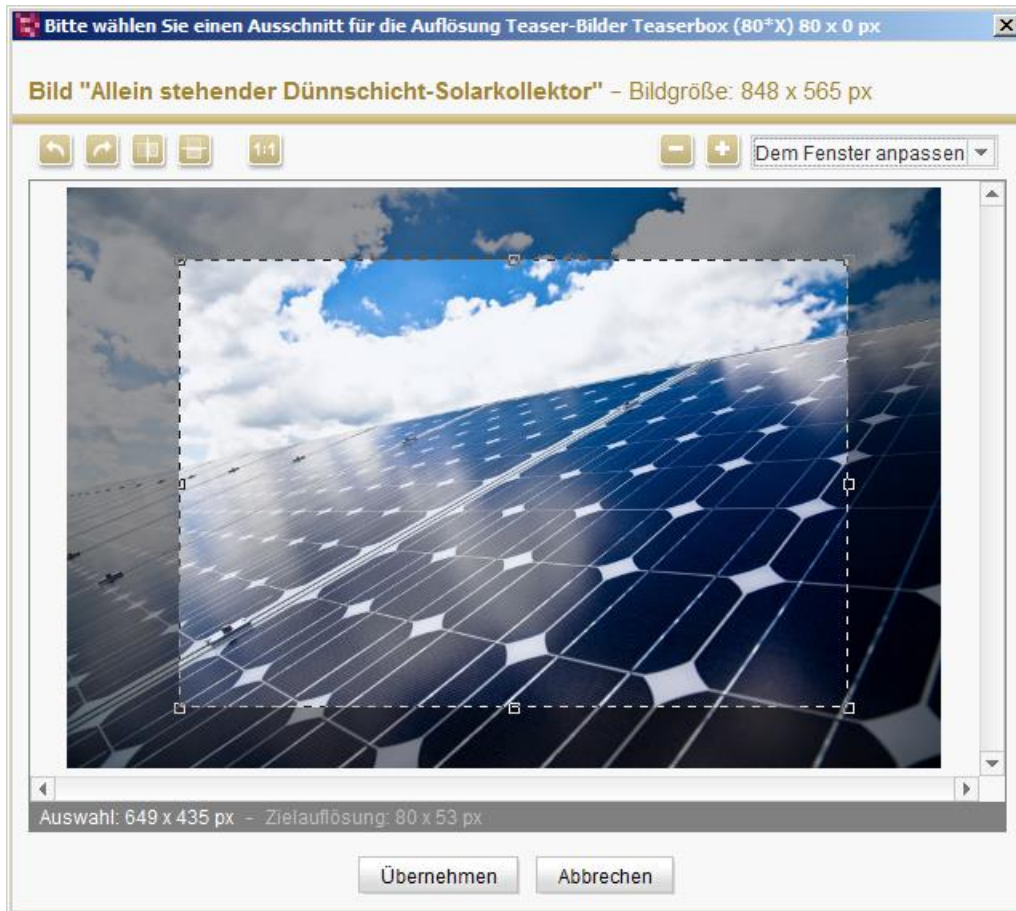 Bitte wählen Sie einen Ausschnitt für die Auflösung Teaser-Bilder Teaserbox (80*X) 80 x 0 px
Bild "Allein stehender Dünnschicht-Solarkollektor" – Bildgröße: 848 x 565 px
1:1
Dem Fenster anpassen
Auswahl: 649 x 435 px – Zielauflösung: 80 x 53 px
Übernehmen
Abbrechen